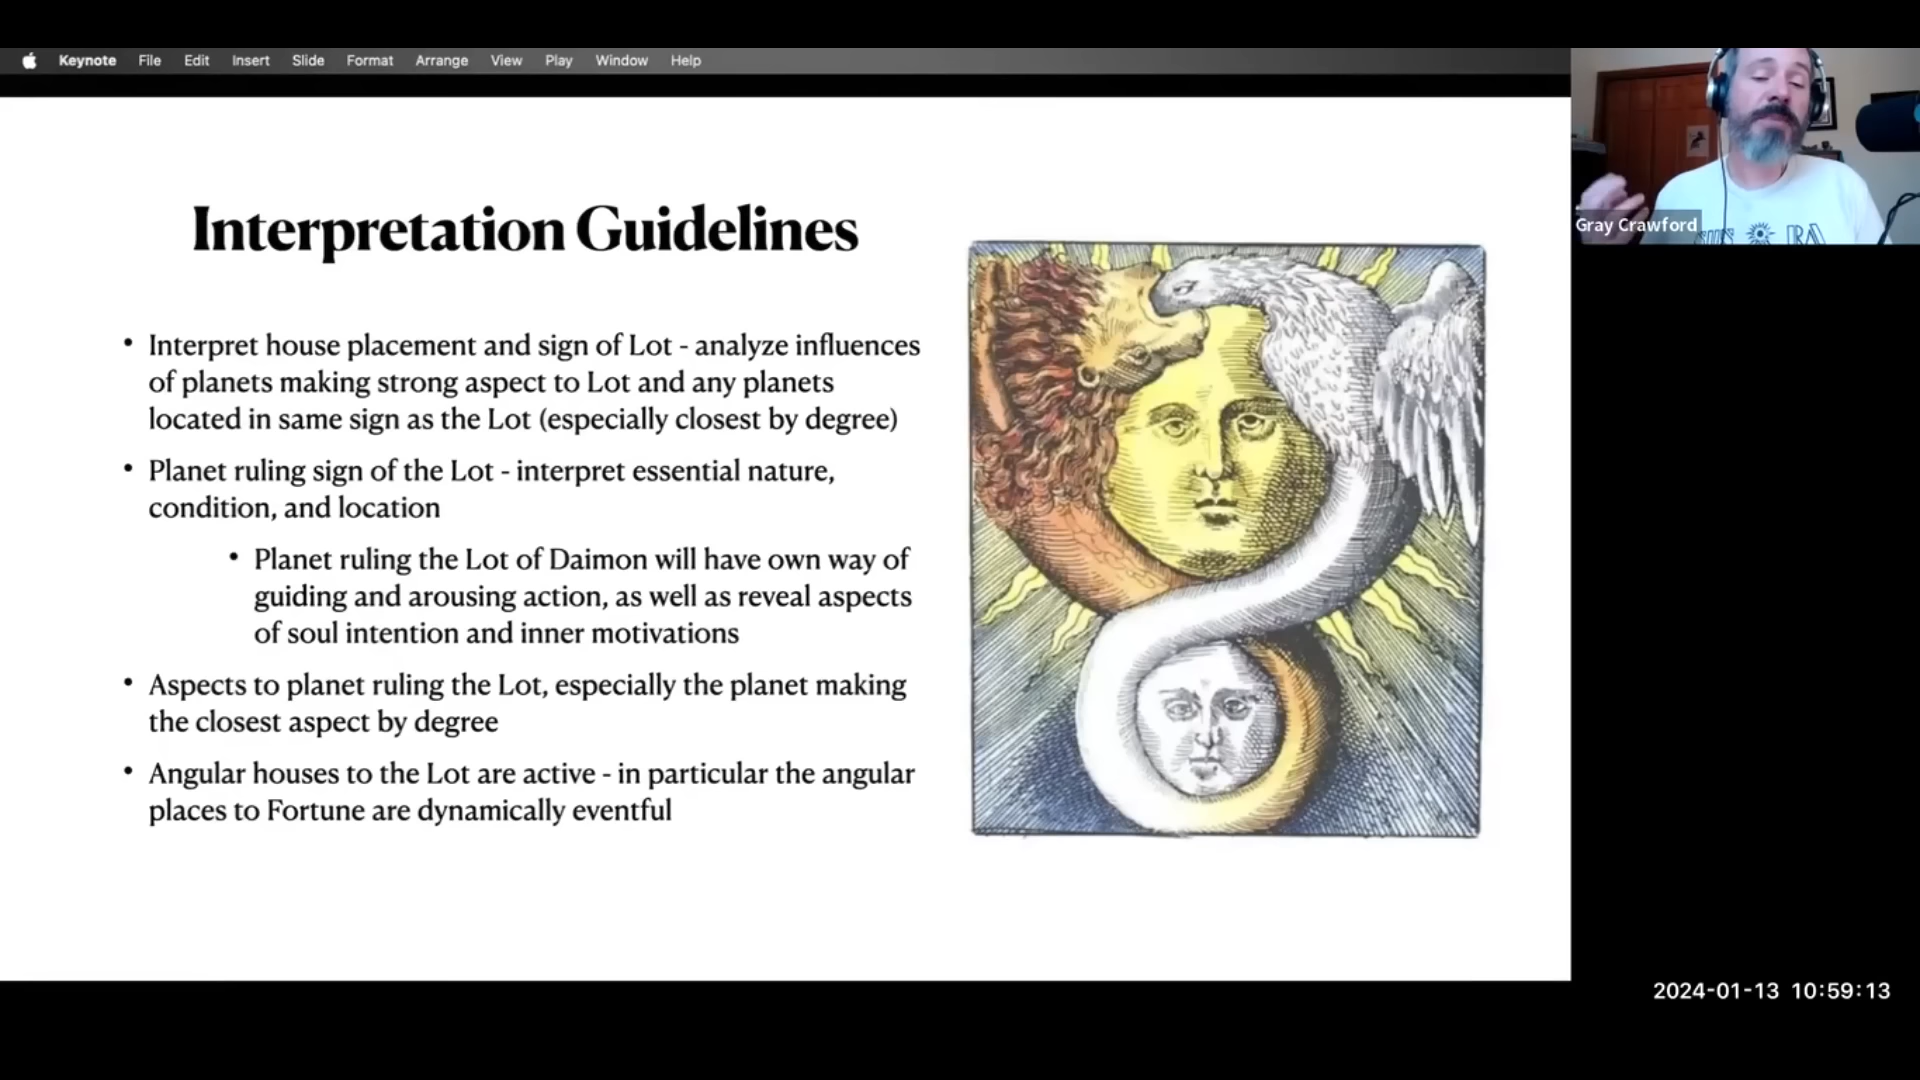 Keynote File Edit Insert Slide Format Arrange View Play Window Help
Interpretation Guidelines
• Interpret house placement and sign of Lot - analyze influences
of planets making strong aspect to Lot and any planets
located in same sign as the Lot (especially closest by degree)
• Planet ruling sign of the Lot - interpret essential nature,
condition, and location
• Planet ruling the Lot of Daimon will have own way of
guiding and arousing action, as well as reveal aspects
of soul intention and inner motivations
• Aspects to planet ruling the Lot, especially the planet making
the closest aspect by degree
• Angular houses to the Lot are active - in particular the angular
places to Fortune are dynamically eventful
Gray Crawford
2024-01-13 10:59:13